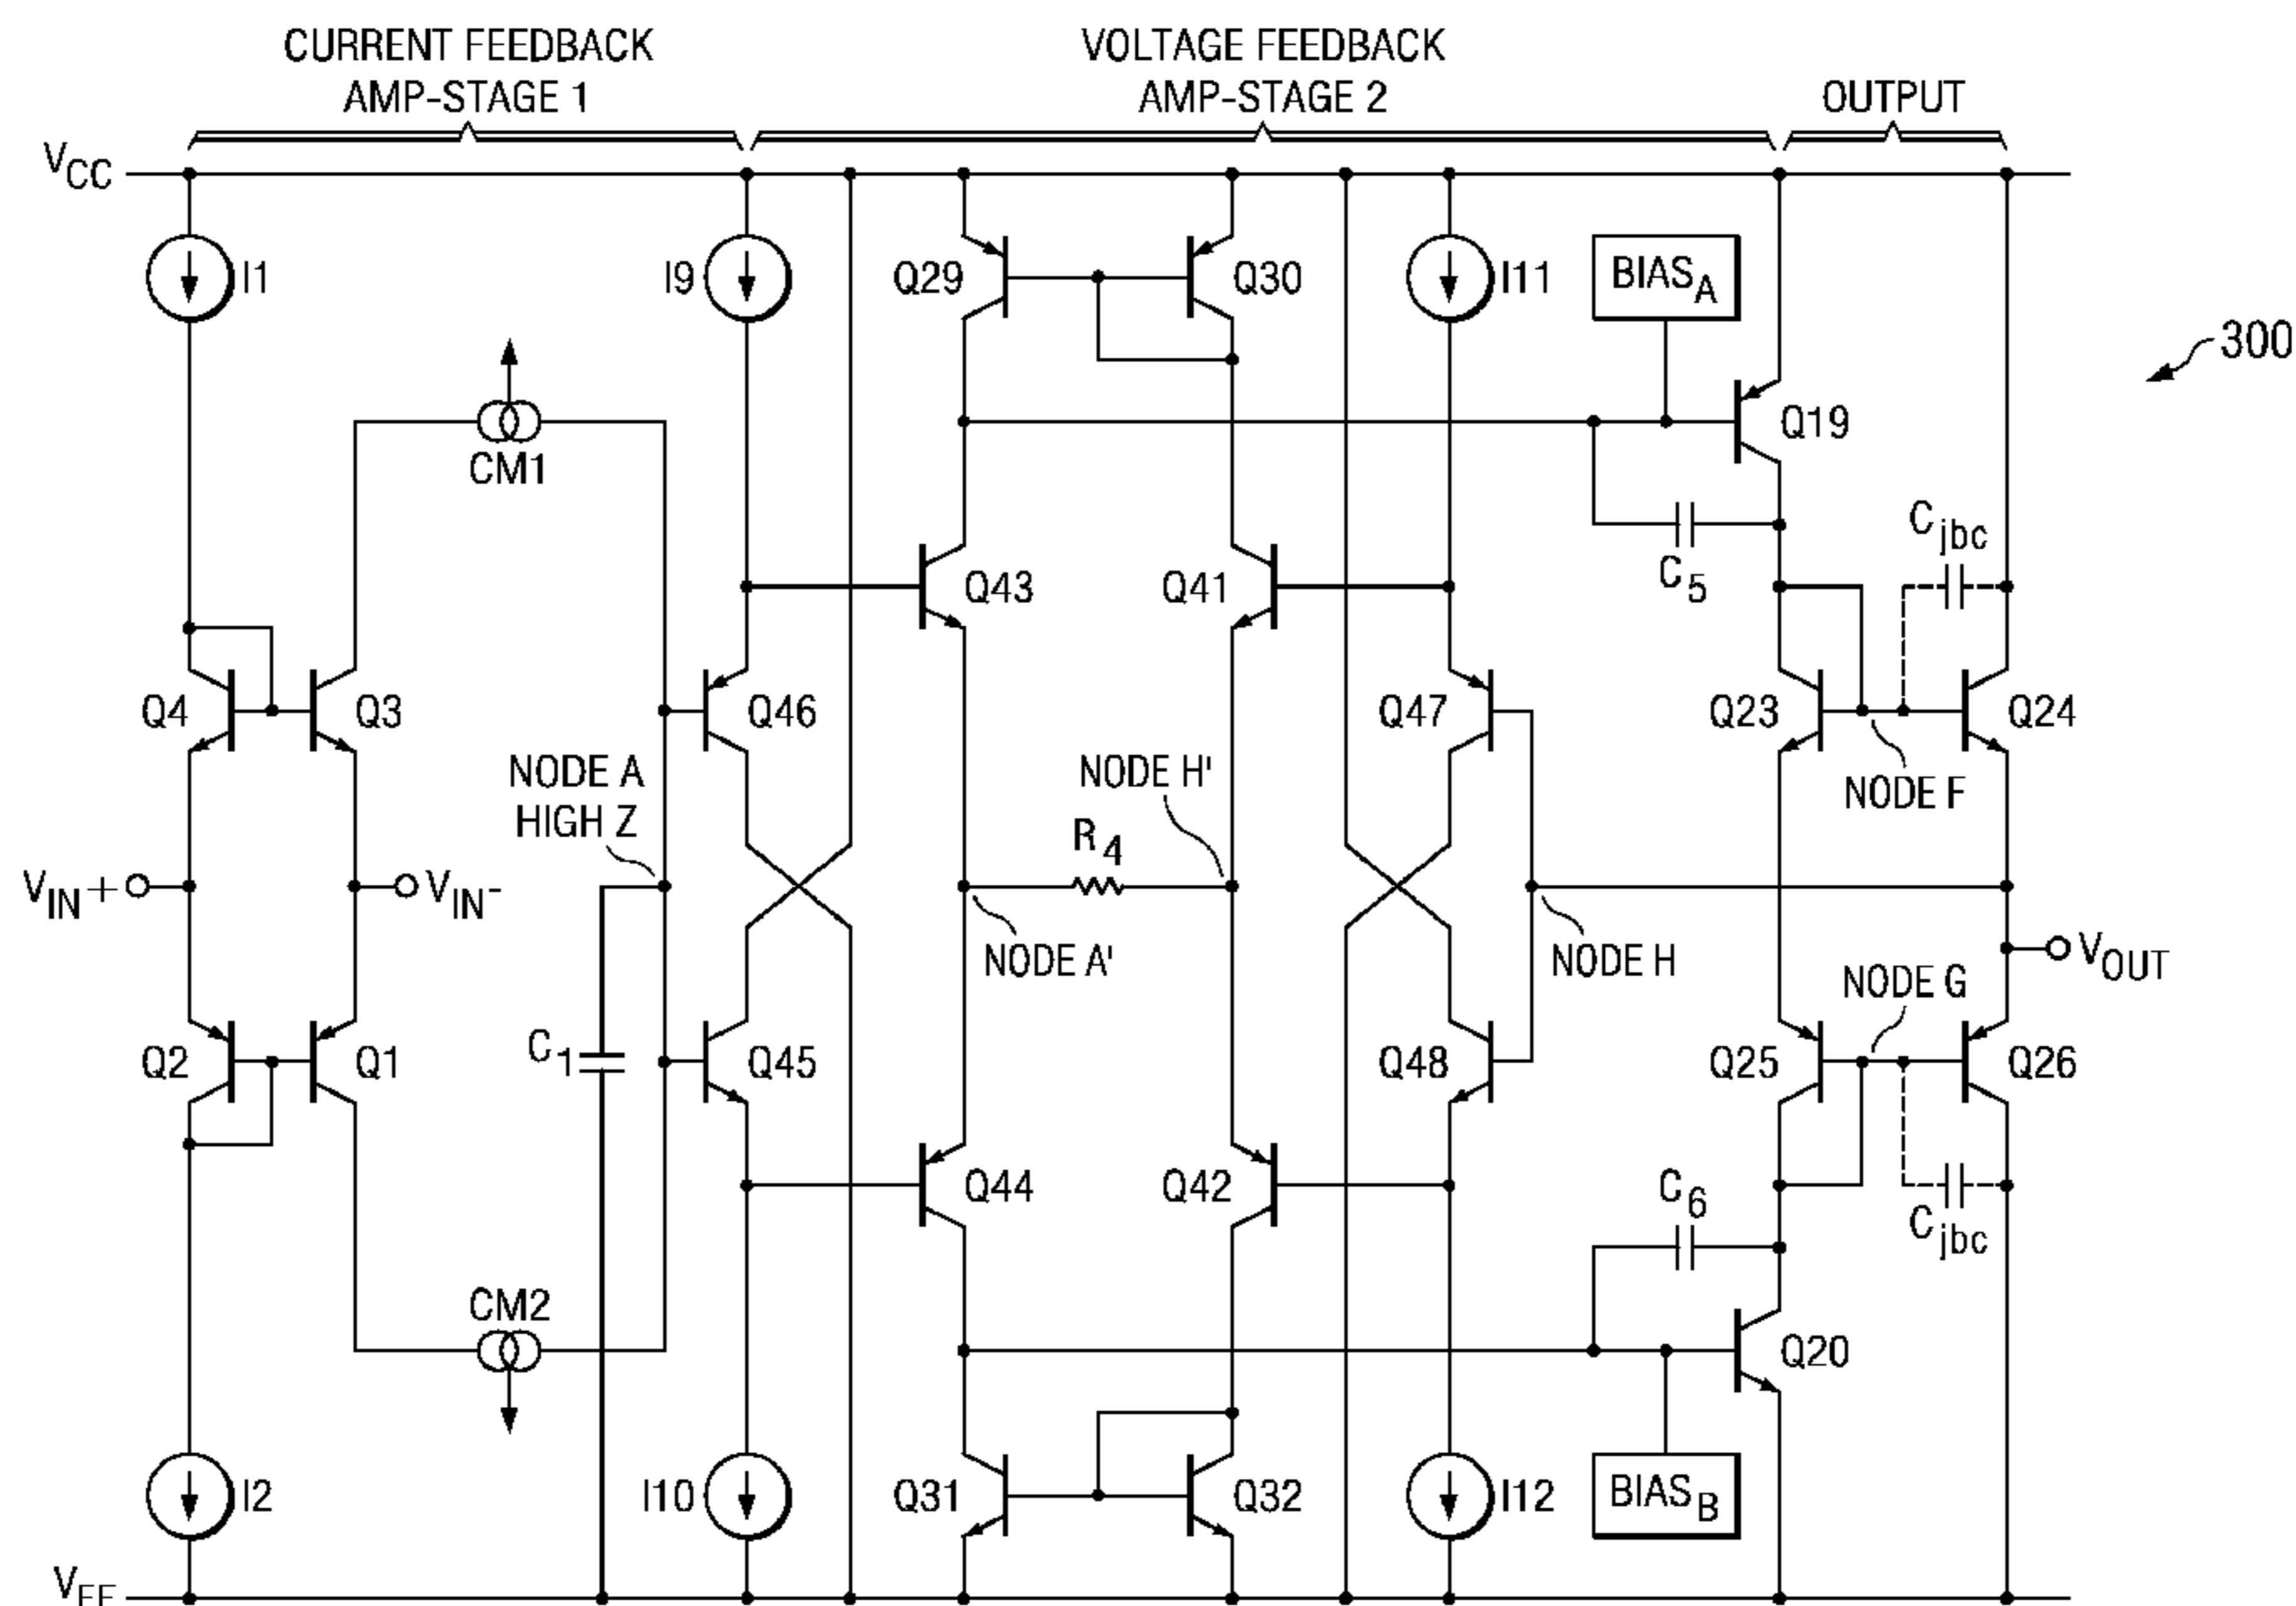 CURRENT FEEDBACK
AMP-STAGE 1
VOLTAGE FEEDBACK
AMP-STAGE 2
OUTPUT
VCC
I1
I9
Q29
Q30
I11
BIASA
300
CM1
Q19
Cjbc
C5
Q43
Q41
Q4
Q3
Q46
Q47
Q23
Q24
NODE A
HIGH Z
NODE H'
NODE F
R4
VIN+
VIN-
NODE A'
NODE H
VOUT
NODE G
Q2
Q1
C1
Q45
Q48
Q25
Q26
Q44
Q42
C6
Cjbc
CM2
Q20
I2
I10
Q31
Q32
I12
BIASB
VEE